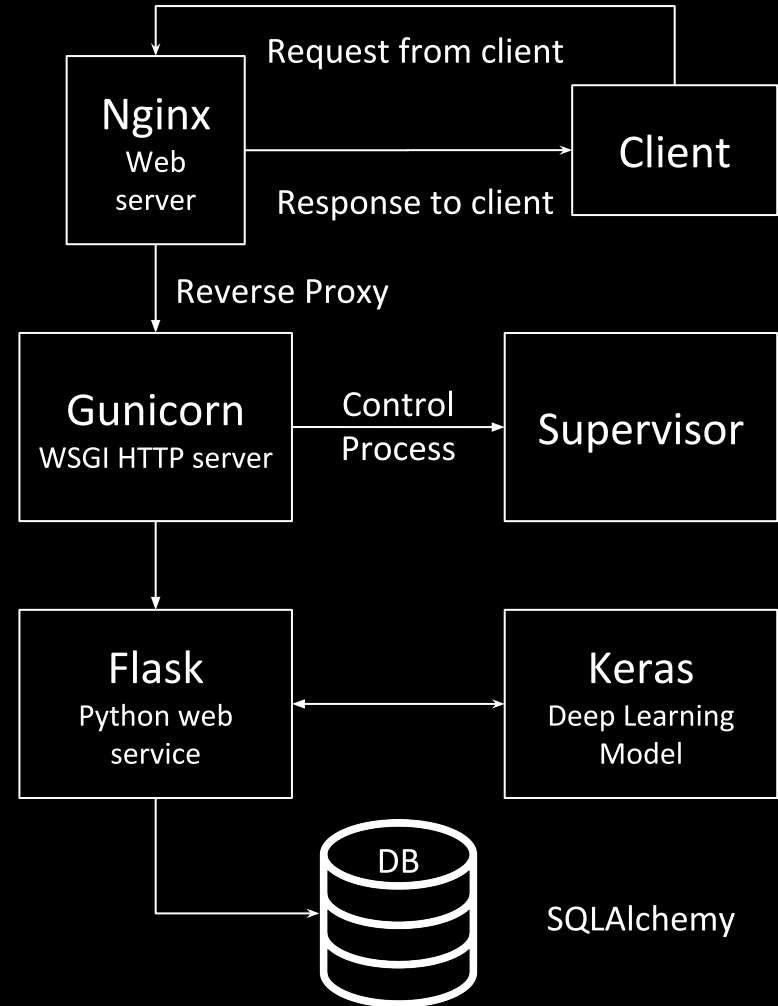 Request from client
Nginx
Web
server
Client
Response to client
Reverse Proxy
Gunicorn
WSGI HTTP server
Control
Process
Supervisor
Flask
Python web
service
Keras
Deep Learning
Model
DB
SQLAlchemy